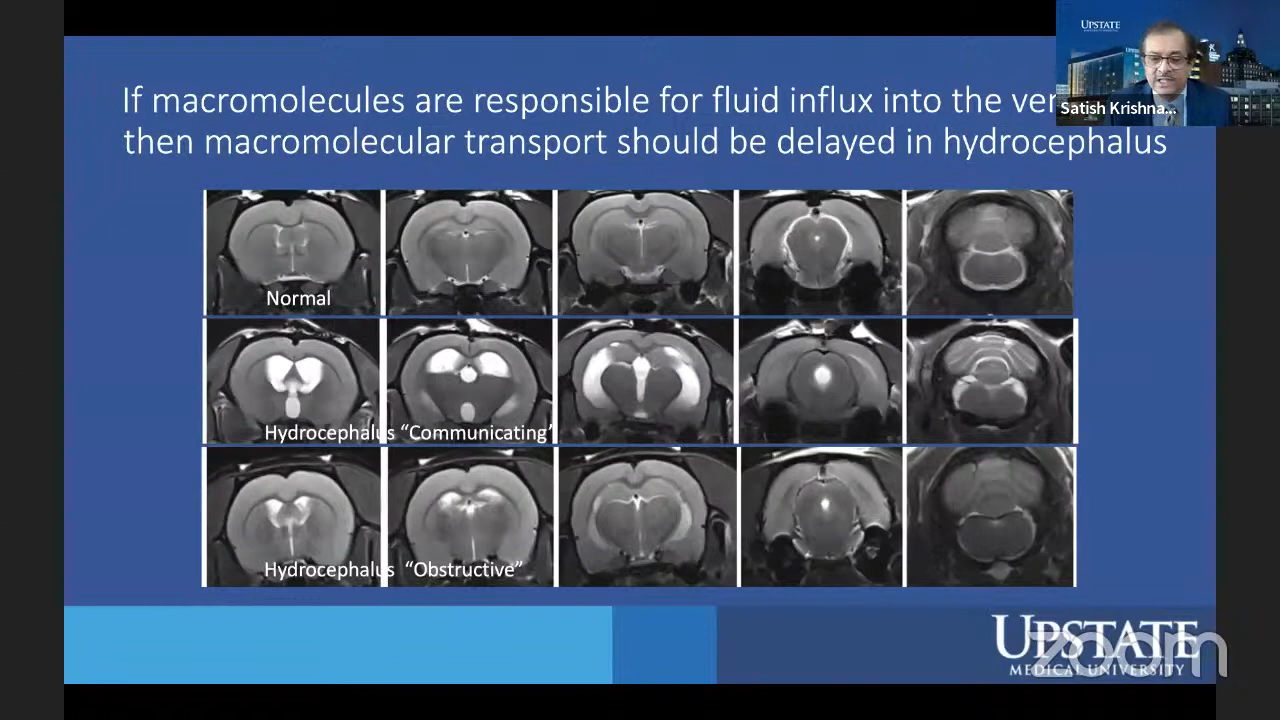 UPSTATE
Satish Krishna...
If macromolecules are responsible for fluid influx into the
then macromolecular transport should be delayed in hydrocephalus
Normal
Hydrocephalus “Communicating”
Hydrocephalus “Obstructive”
UPSTATE
MEDICAL UNIVERSITY
zoom